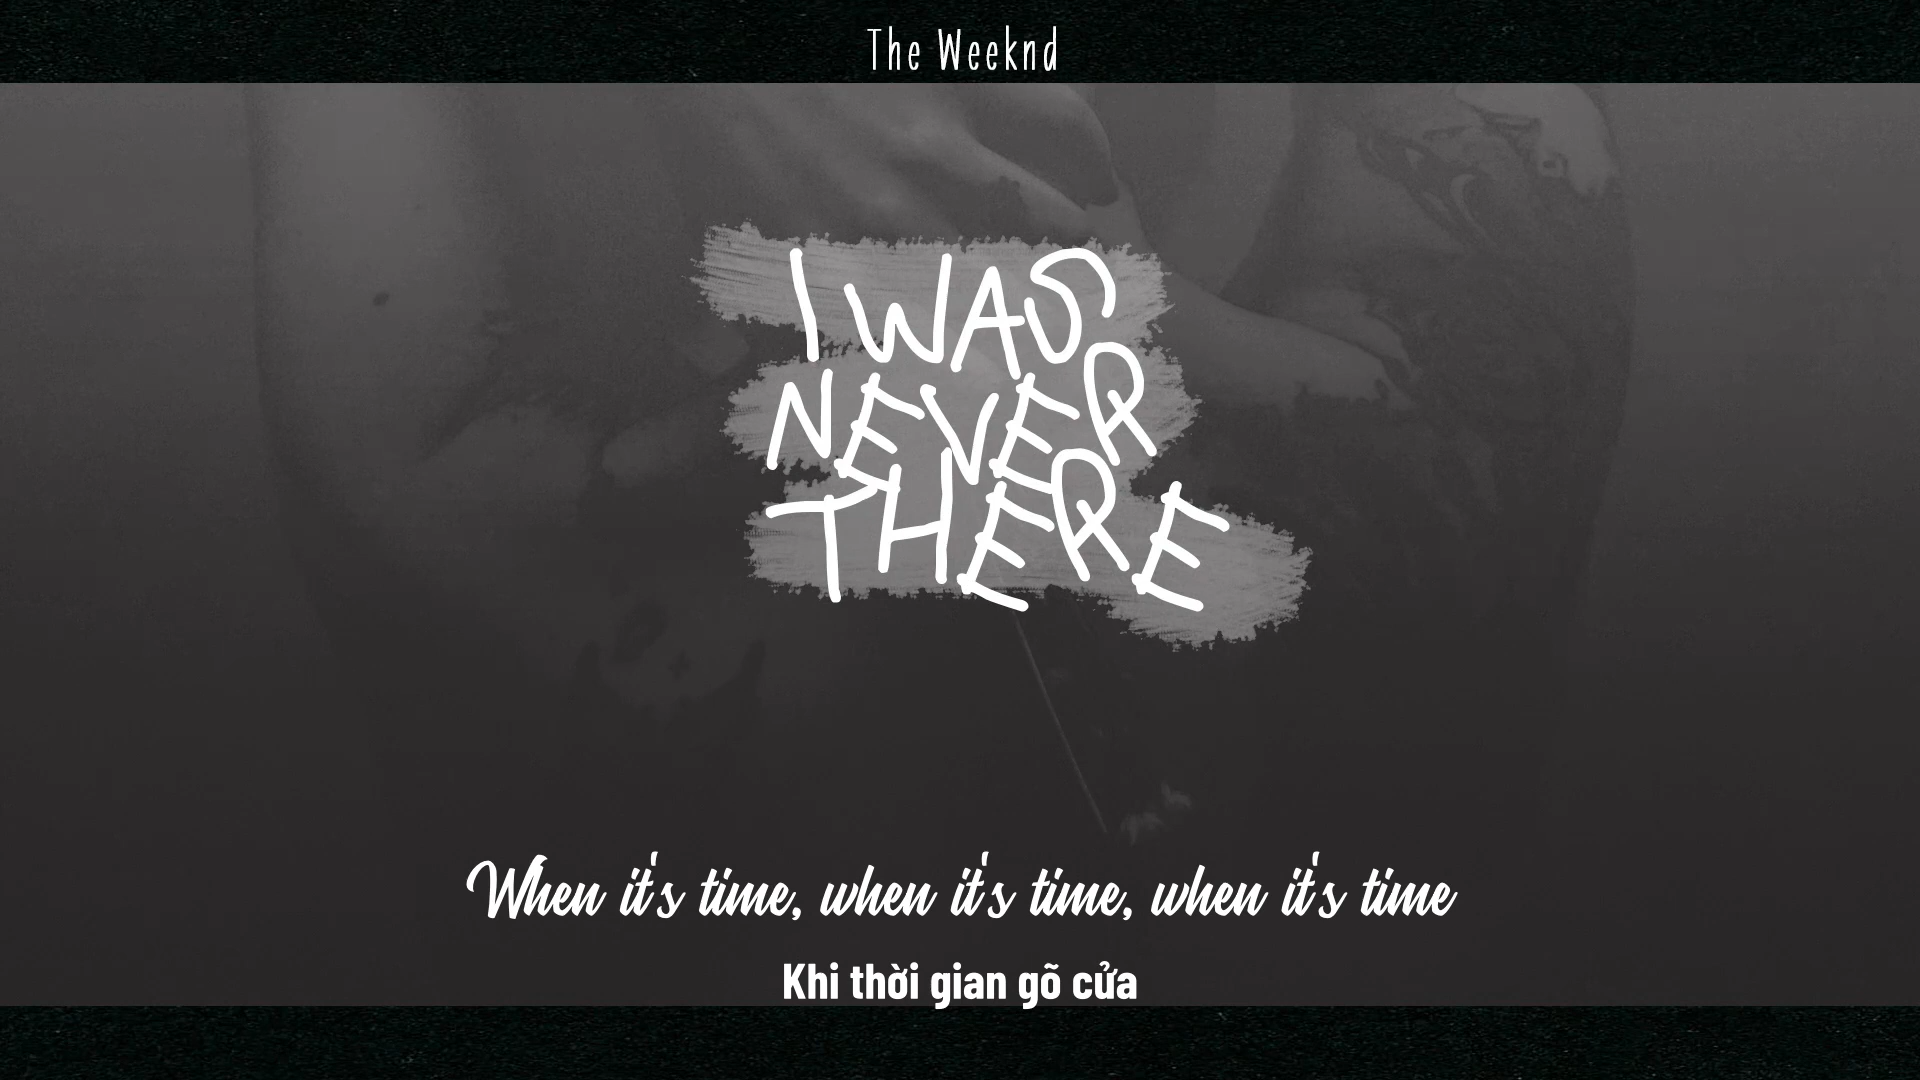 The Weeknd
I WAS
NEVER
THERE
When it's time, when it's time, when it's time
Khi thời gian gõ cửa